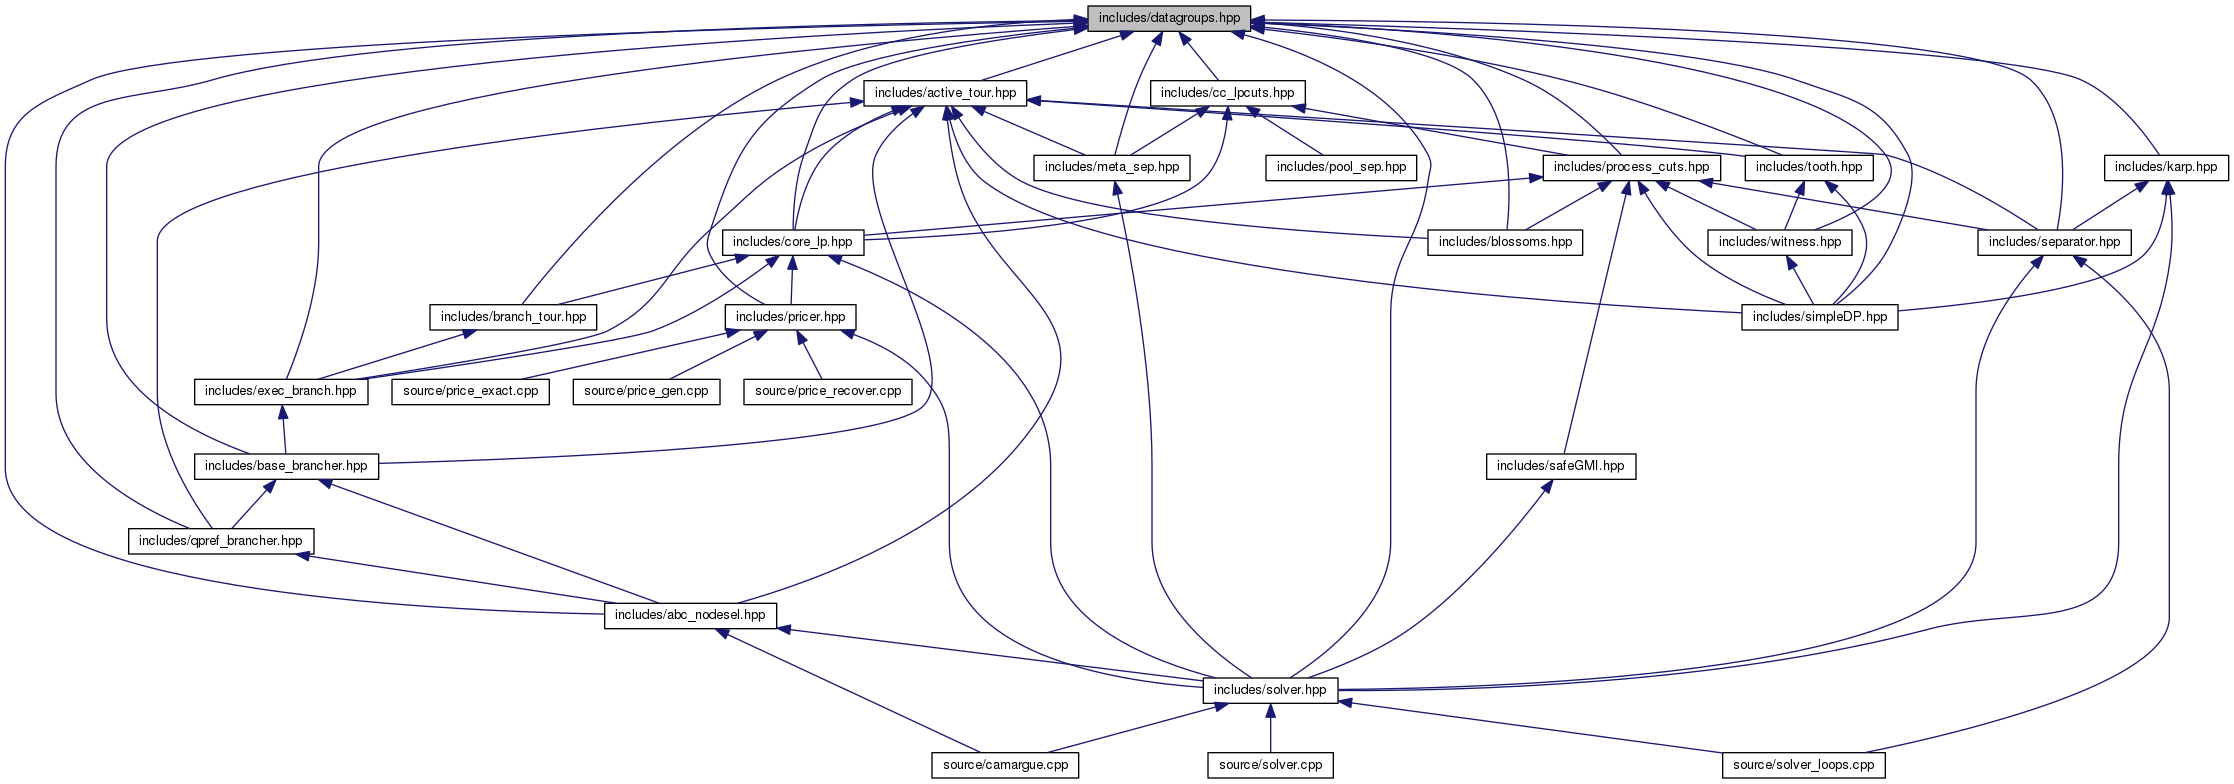 includes/datagroups.hpp
includes/active_tour.hpp
includes/cc_lpcuts.hpp
includes/meta_sep.hpp
includes/pool_sep.hpp
includes/process_cuts.hpp
includes/tooth.hpp
includes/karp.hpp
includes/core_lp.hpp
includes/blossoms.hpp
includes/witness.hpp
includes/separator.hpp
includes/branch_tour.hpp
includes/pricer.hpp
includes/simpleDP.hpp
includes/exec_branch.hpp
source/price_exact.cpp
source/price_gen.cpp
source/price_recover.cpp
includes/base_brancher.hpp
includes/safeGMI.hpp
includes/qpref_brancher.hpp
includes/abc_nodesel.hpp
includes/solver.hpp
source/camargue.cpp
source/solver.cpp
source/solver_loops.cpp